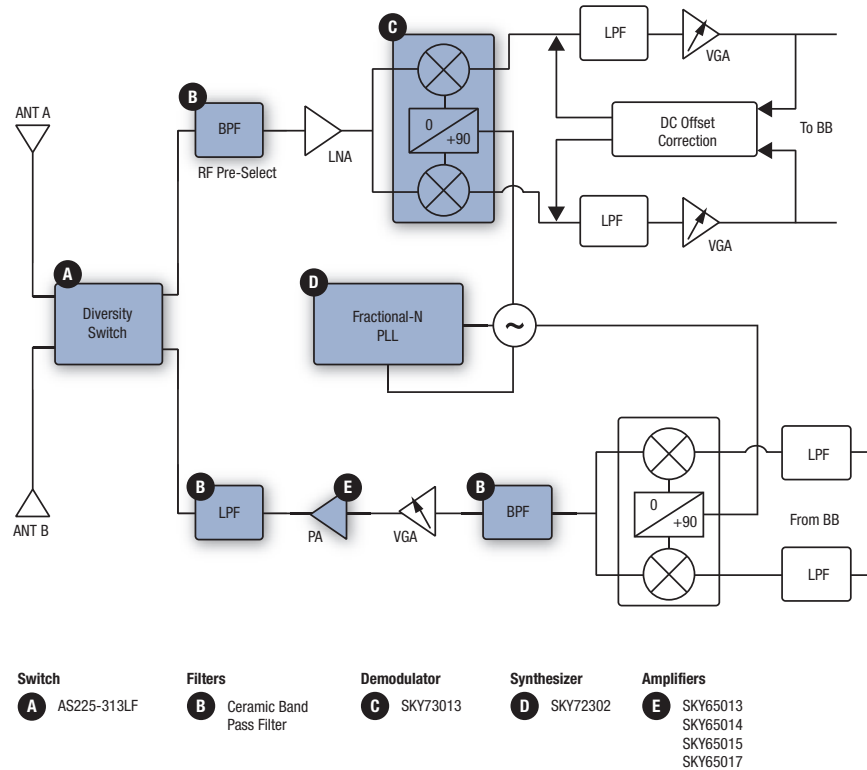 C
LPF
VGA
B
ANT A
BPF
0
+90
DC Offset
Correction
To BB
LNA
RF Pre-Select
LPF
VGA
A
D
Diversity
Switch
Fractional-N
PLL
~
B
E
B
LPF
LPF
BPF
0
+90
From BB
ANT B
PA
VGA
LPF
Switch
A AS225-313LF
Filters
B Ceramic Band
Pass Filter
Demodulator
C SKY73013
Synthesizer
D SKY72302
Amplifiers
E SKY65013
SKY65014
SKY65015
SKY65017